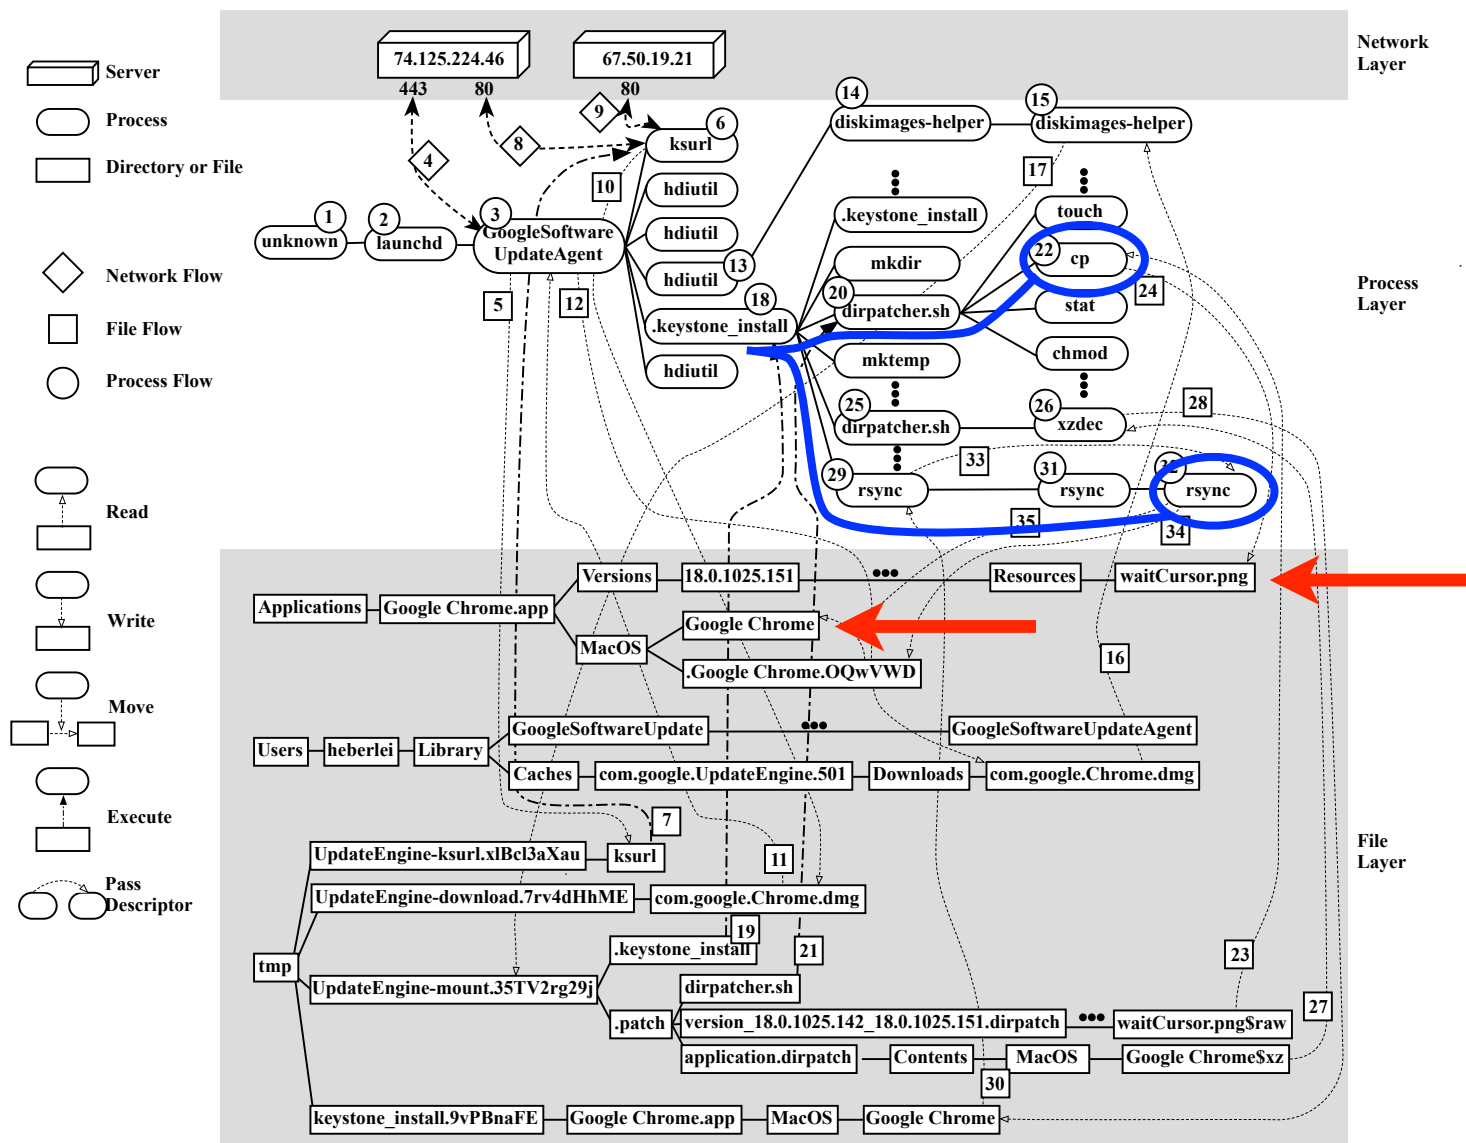 Network
Layer
74.125.224.46
67.50.19.21
443
80
80
Server
Process
Directory or File
Network Flow
File Flow
Process Flow
Read
Write
Move
Execute
Pass
Descriptor
Process
Layer
1
unknown
2
launchd
3
GoogleSoftware
UpdateAgent
4
8
9
6
ksurl
10
hdiutil
hdiutil
13
hdiutil
18
.keystone_install
hdiutil
5
12
14
diskimages-helper
15
diskimages-helper
17
.keystone_install
mkdir
20
dirpatcher.sh
mktemp
25
dirpatcher.sh
29
rsync
touch
22
cp
24
stat
chmod
26
xzdec
28
33
31
rsync
32
rsync
35
34
File
Layer
Applications
Google Chrome.app
Versions
18.0.1025.151
Resources
waitCursor.png
MacOS
Google Chrome
.Google Chrome.OQwVWD
16
Users
heberlei
Library
GoogleSoftwareUpdate
GoogleSoftwareUpdateAgent
Caches
com.google.UpdateEngine.501
Downloads
com.google.Chrome.dmg
7
11
tmp
UpdateEngine-ksurl.xlBcl3aXau
ksurl
UpdateEngine-download.7rv4dHhME
com.google.Chrome.dmg
19
21
23
27
.keystone_install
UpdateEngine-mount.35TV2rg29j
dirpatcher.sh
.patch
version_18.0.1025.142_18.0.1025.151.dirpatch
waitCursor.png$raw
application.dirpatch
Contents
MacOS
Google Chrome$xz
30
keystone_install.9vPBnaFE
Google Chrome.app
MacOS
Google Chrome